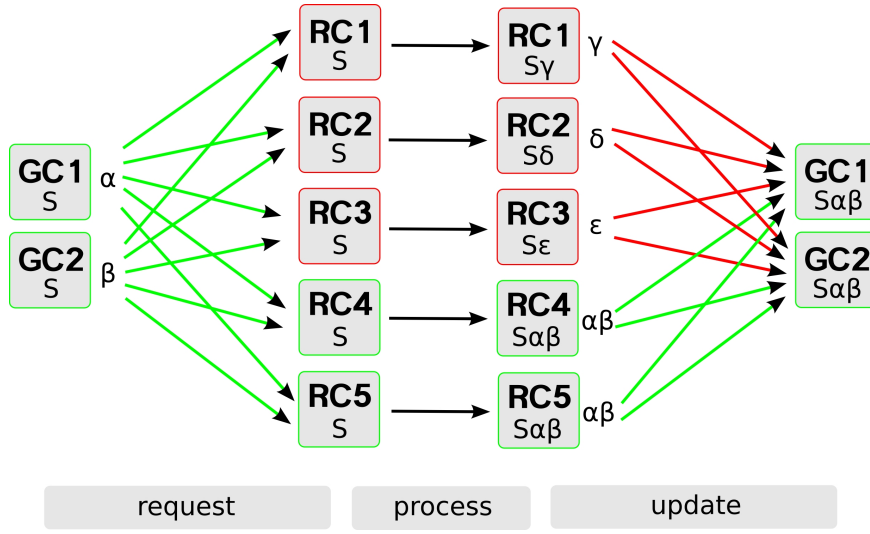 RC1
S
RC1
Sγ
γ
RC2
S
RC2
Sδ
δ
GC1
S
α
GC1
Sαβ
RC3
S
RC3
Sε
ε
GC2
S
β
GC2
Sαβ
RC4
S
RC4
Sαβ
αβ
RC5
S
RC5
Sαβ
αβ
request
process
update